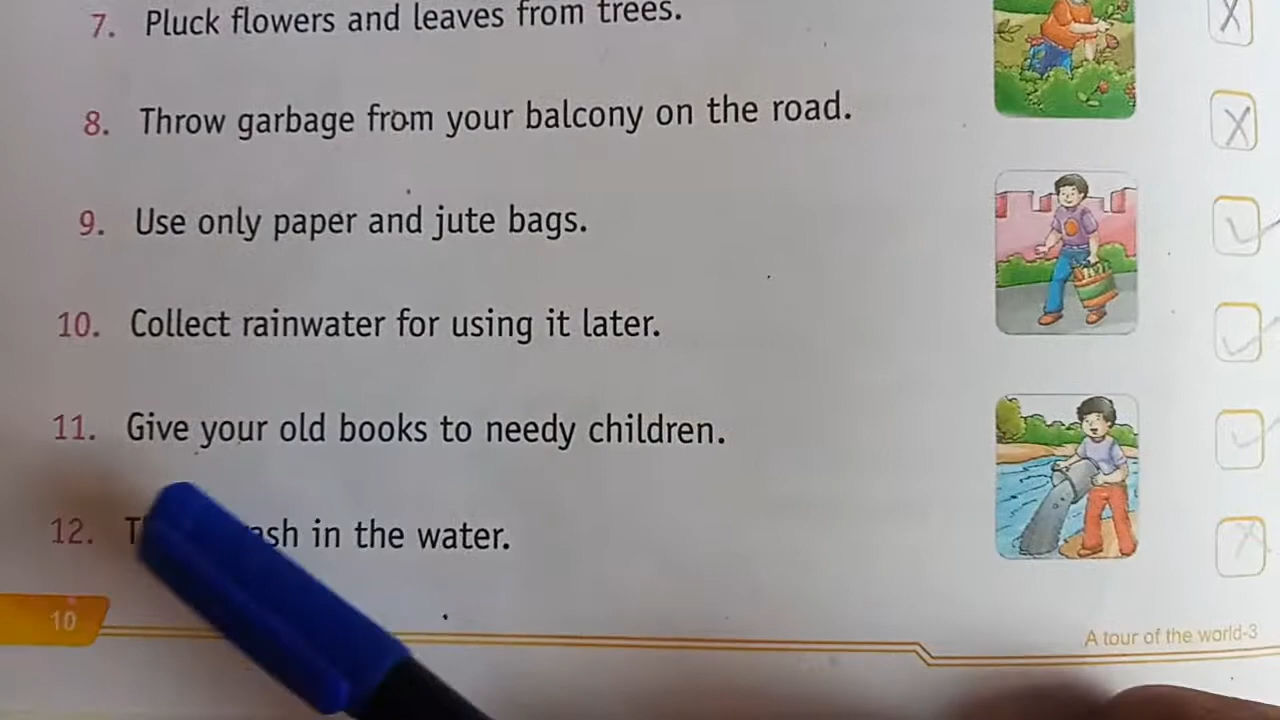 7. Pluck flowers and leaves from trees.
8. Throw garbage from your balcony on the road.
9. Use only paper and jute bags.
10. Collect rainwater for using it later.
11. Give your old books to needy children.
12. in the water.
10
A tour of the world-3